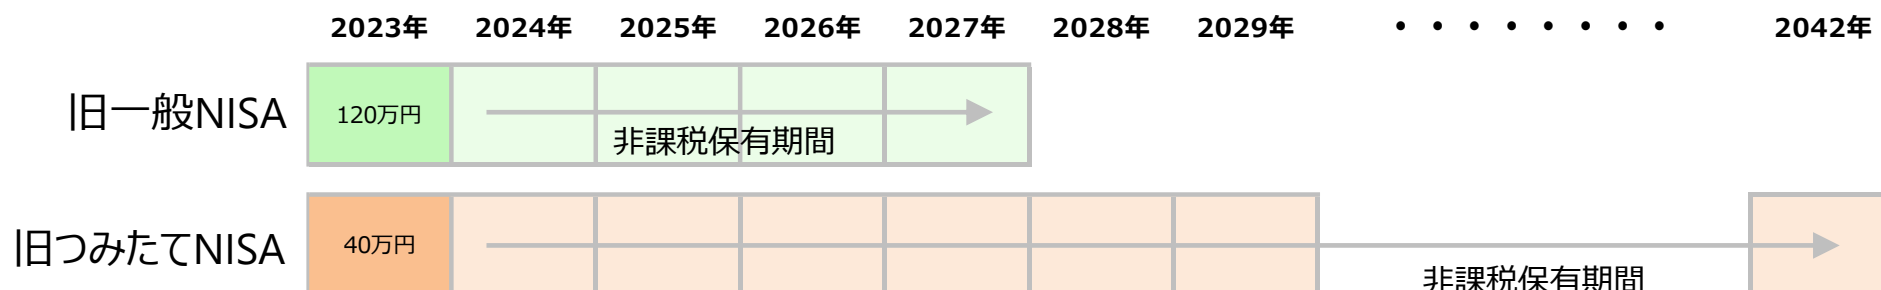 2023年 2024年 2025年 2026年 2027年 2028年 2029年 ・・・・・・・・ 2042年
旧一般NISA 120万円
非課税保有期間
旧つみたてNISA 40万円
非課税保有期間